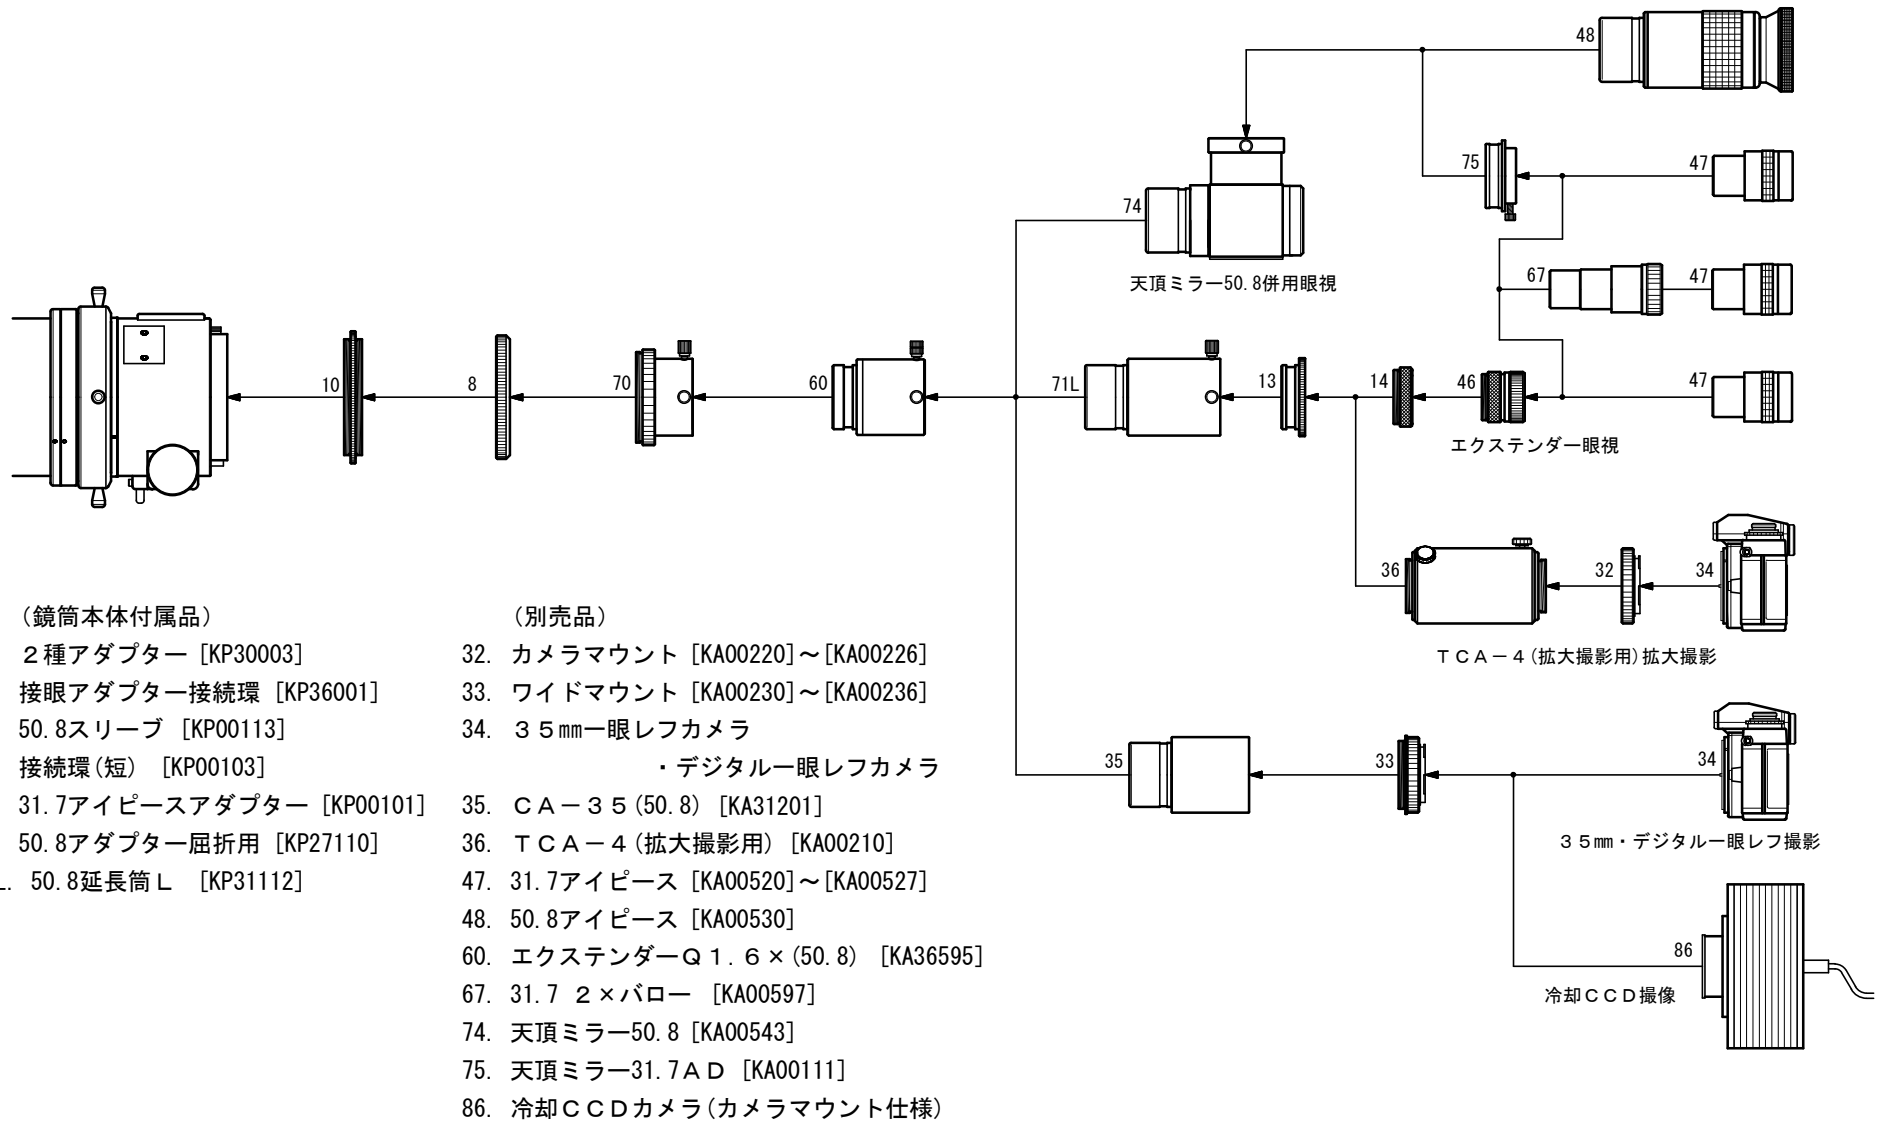 48
75
47
74
天頂ミラー50.8併用眼視
67
47
10
8
70
60
71L
13
14
46
47
エクステンダー眼視
36
32
34
TCA-4(拡大撮影用)拡大撮影
35
33
34
35㎜・デジタル一眼レフ撮影
86
冷却CCD撮像
(鏡筒本体付属品)
2種アダプター [KP30003]
接眼アダプター接続環 [KP36001]
50.8スリーブ [KP00113]
接続環(短) [KP00103]
31.7アイピースアダプター [KP00101]
50.8アダプター屈折用 [KP27110]
L. 50.8延長筒L [KP31112]
(別売品)
32. カメラマウント [KA00220]～[KA00226]
33. ワイドマウント [KA00230]～[KA00236]
34. 35㎜一眼レフカメラ
・デジタル一眼レフカメラ
35. CA-35(50.8) [KA31201]
36. TCA-4(拡大撮影用) [KA00210]
47. 31.7アイピース [KA00520]～[KA00527]
48. 50.8アイピース [KA00530]
60. エクステンダーQ1.6×(50.8) [KA36595]
67. 31.7 2×バロー [KA00597]
74. 天頂ミラー50.8 [KA00543]
75. 天頂ミラー31.7AD [KA00111]
86. 冷却CCDカメラ(カメラマウント仕様)